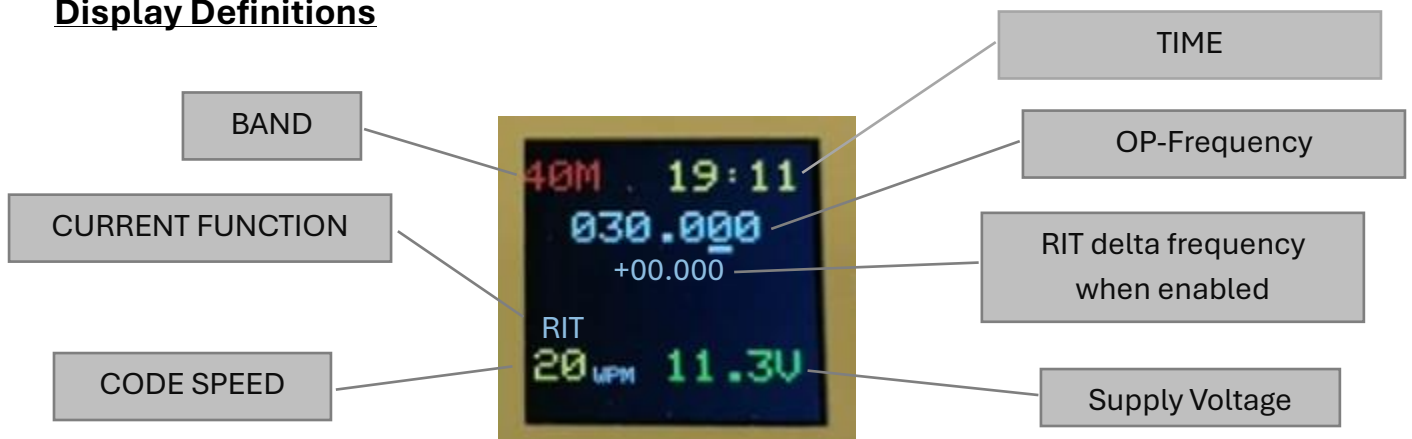 Display Definitions
TIME
BAND
OP-Frequency
40M 19:11
CURRENT FUNCTION
030.000
RIT delta frequency
when enabled
+00.000
RIT
CODE SPEED
20 WPM 11.3V
Supply Voltage